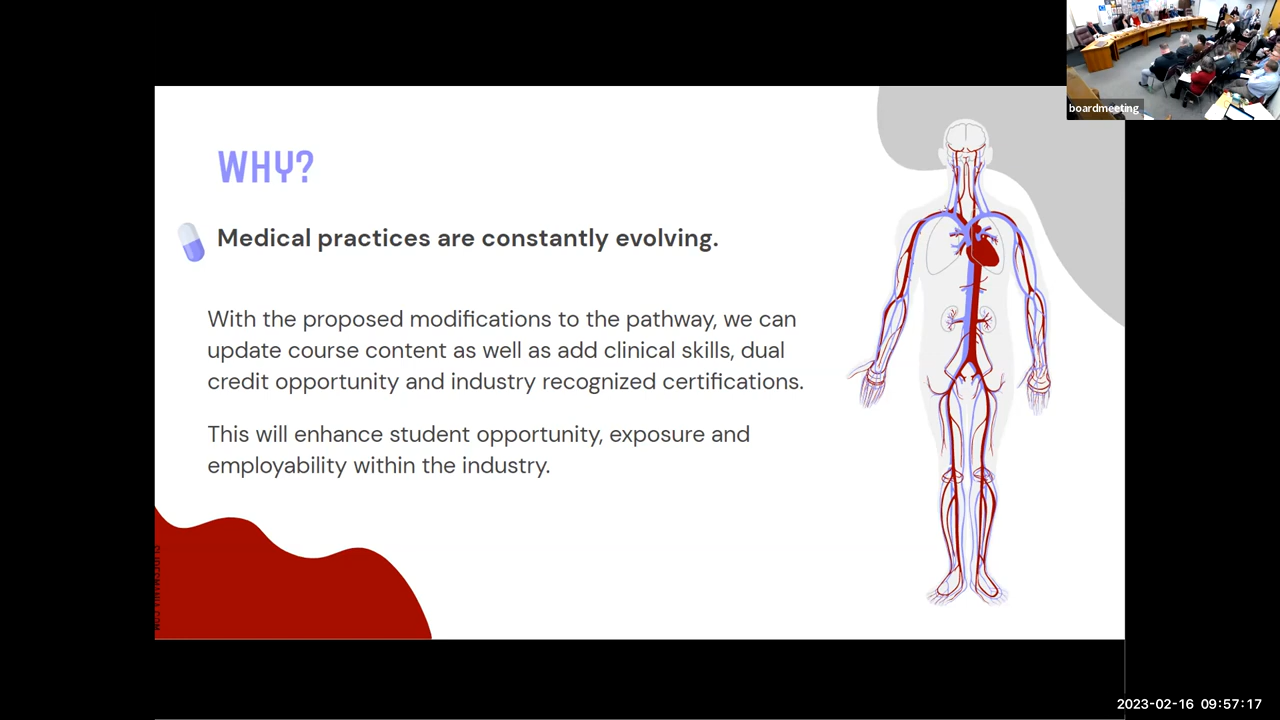 boardmeeting
WHY?
Medical practices are constantly evolving.
With the proposed modifications to the pathway, we can
update course content as well as add clinical skills, dual
credit opportunity and industry recognized certifications.
This will enhance student opportunity, exposure and
employability within the industry.
SLIDESMANIA.COM
2023-02-16 09:57:17